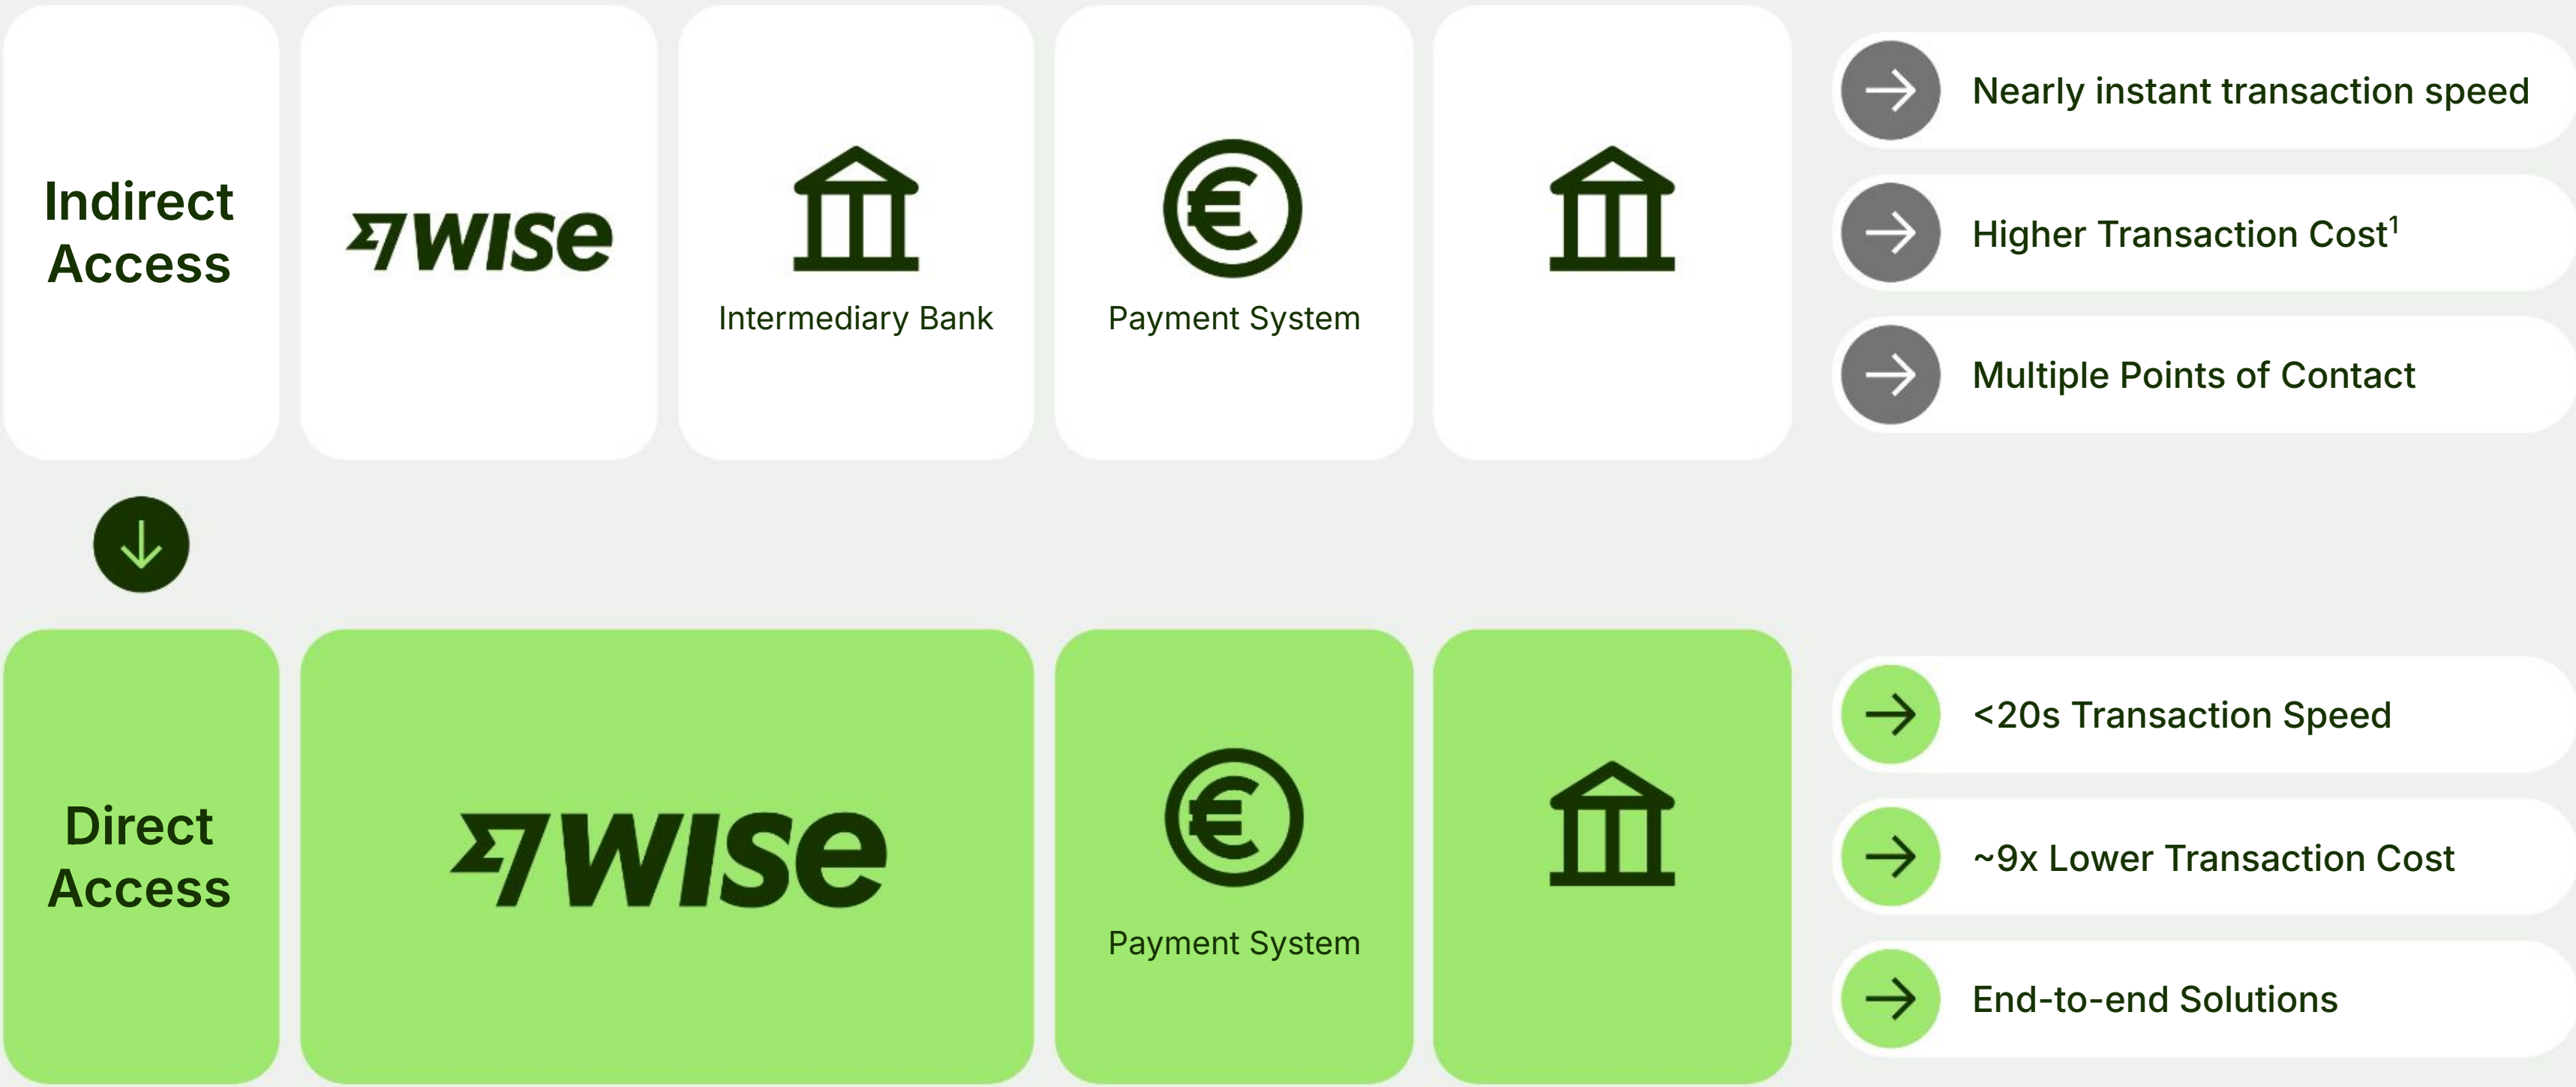 Indirect
Access
wise
Intermediary Bank
€
Payment System
Nearly instant transaction speed
Higher Transaction Cost¹
Multiple Points of Contact
Direct
Access
wise
€
Payment System
<20s Transaction Speed
~9x Lower Transaction Cost
End-to-end Solutions